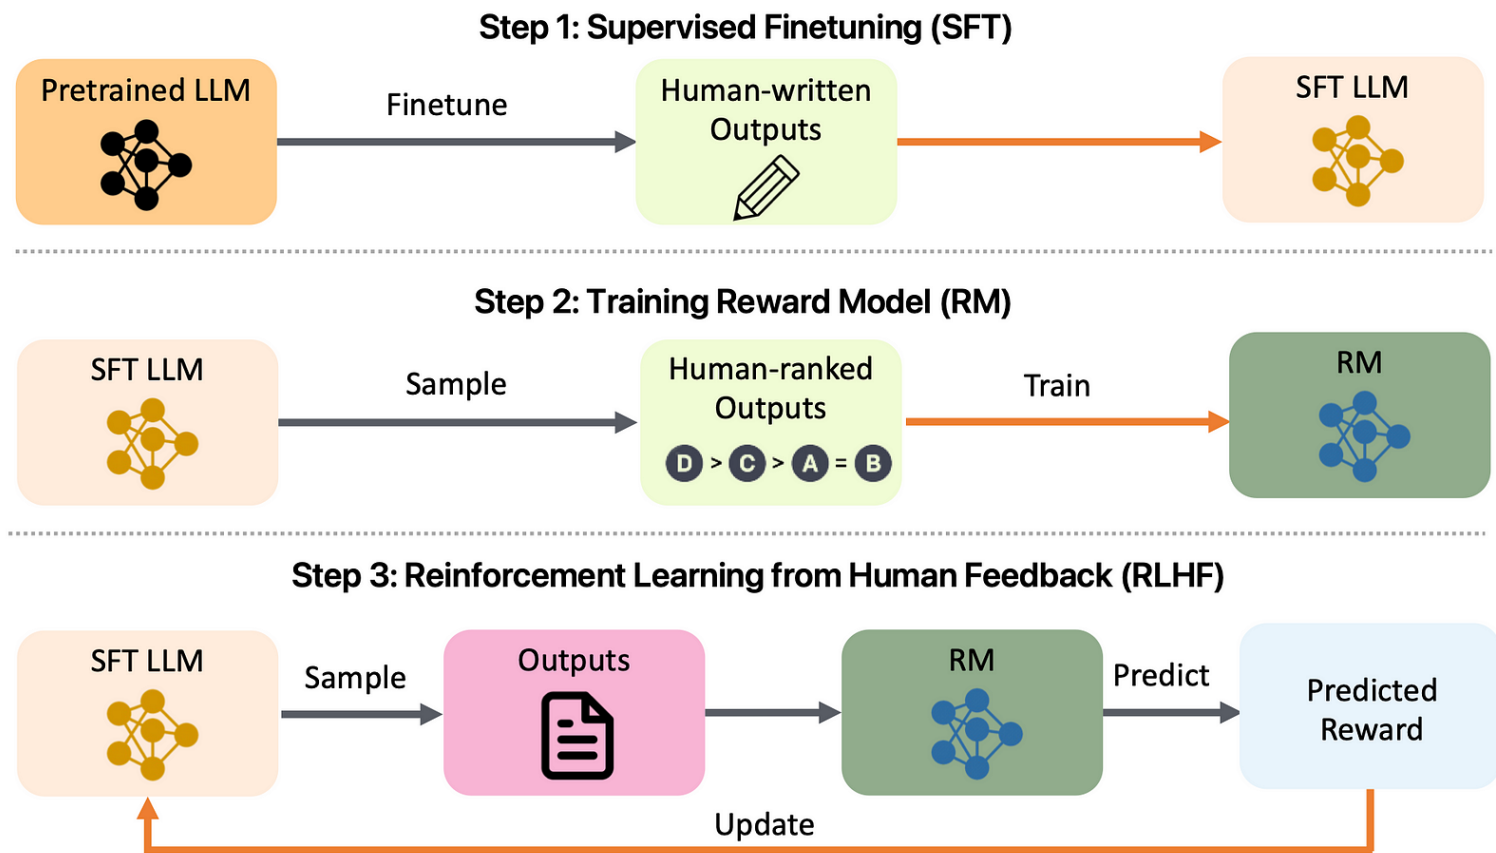 Step 1: Supervised Finetuning (SFT)
Pretrained LLM
Finetune
Human-written
Outputs
SFT LLM
Step 2: Training Reward Model (RM)
SFT LLM
Sample
Human-ranked
Outputs
D > C > A = B
Train
RM
Step 3: Reinforcement Learning from Human Feedback (RLHF)
SFT LLM
Sample
Outputs
RM
Predict
Predicted
Reward
Update